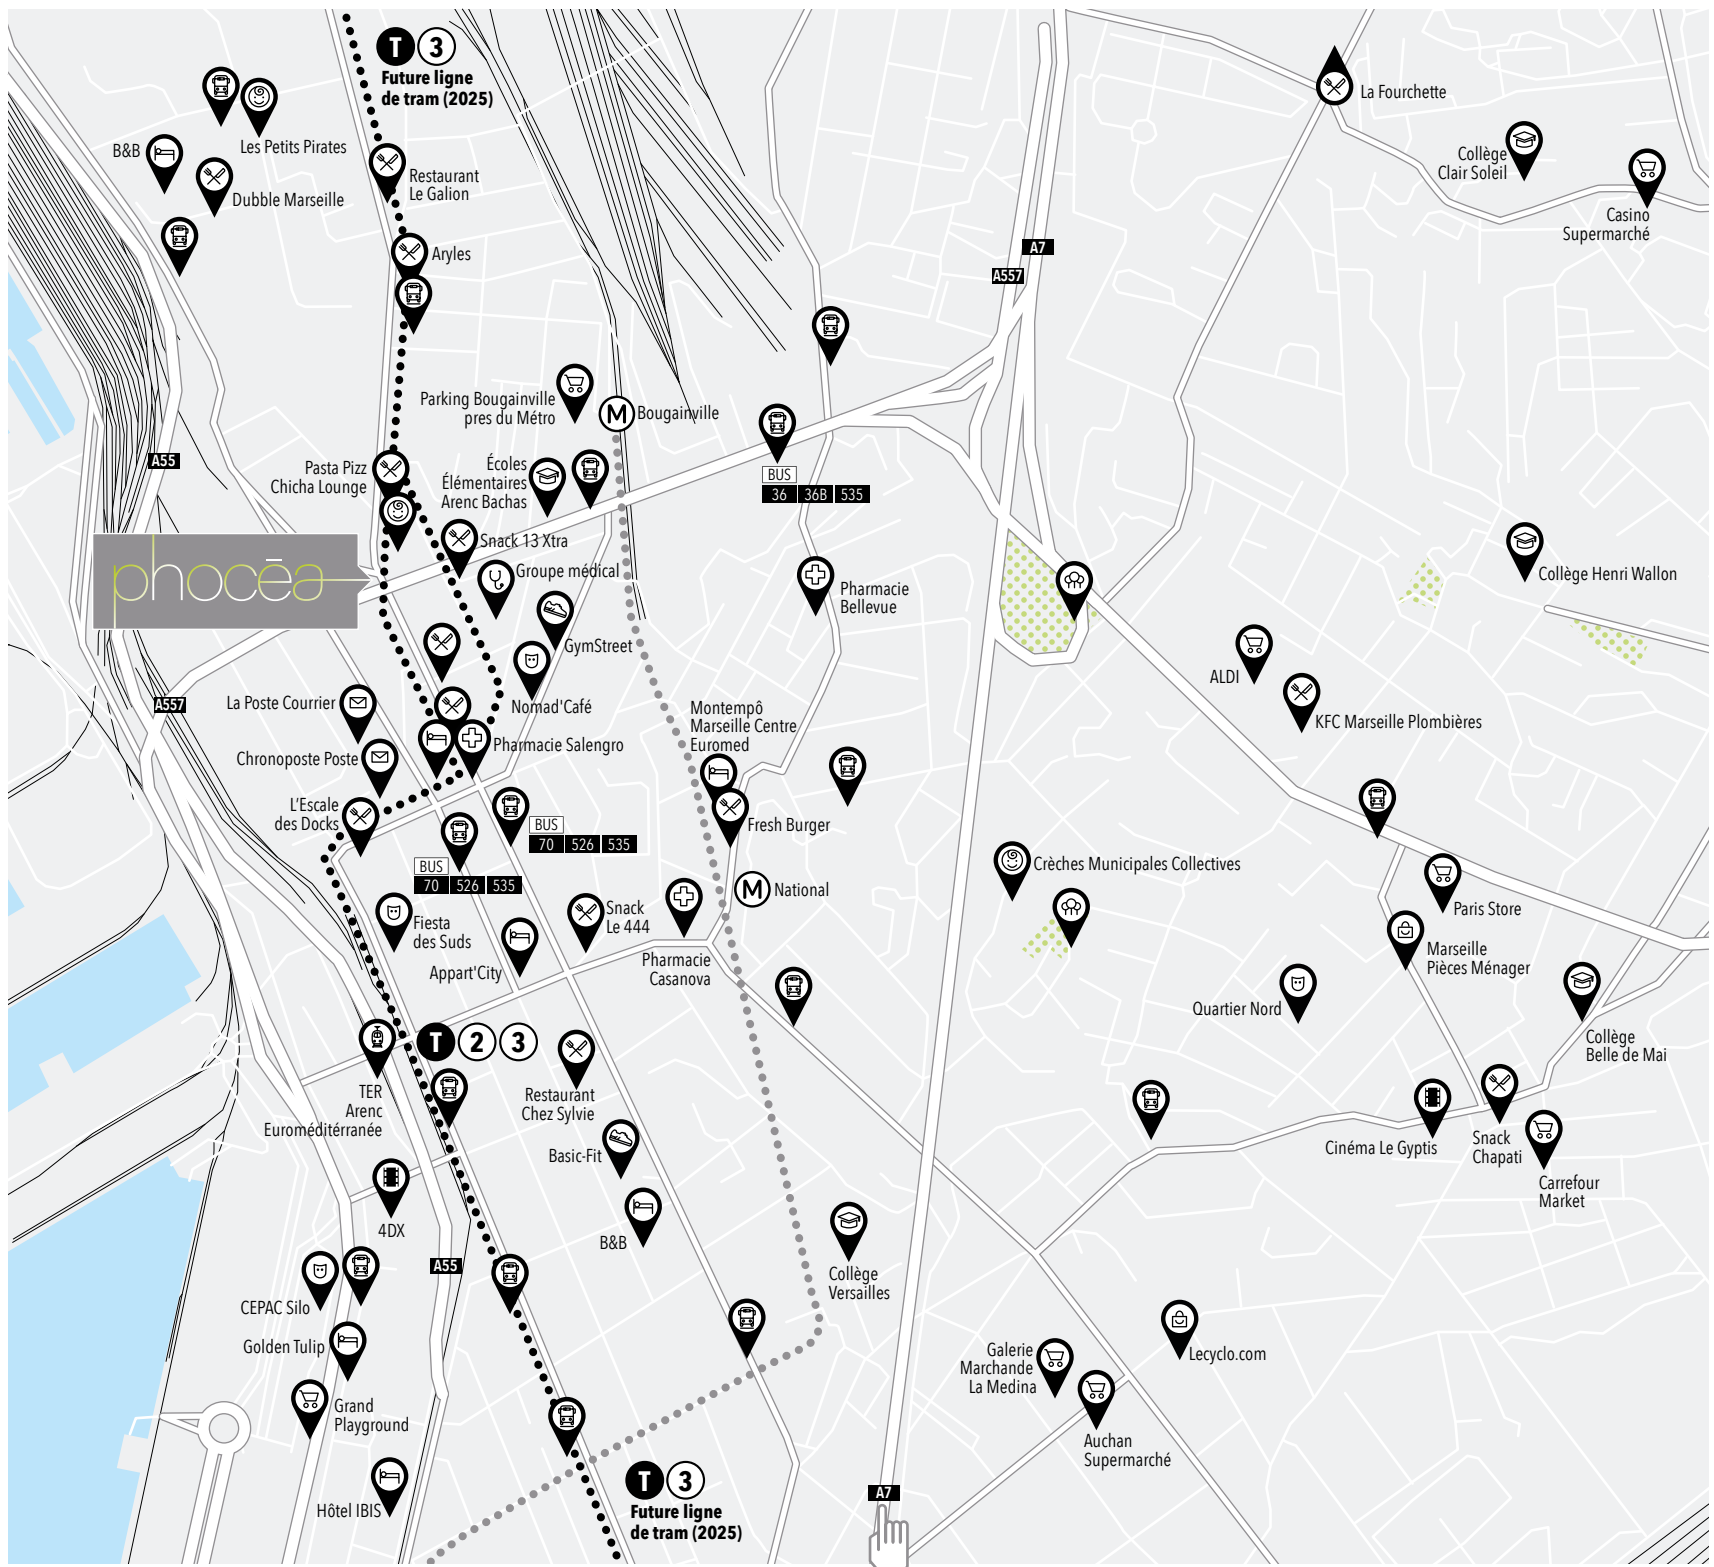 T 3
Future ligne
de tram (2025)
La Fourchette
B&B
Les Petits Pirates
Collège
Clair Soleil
Restaurant
Le Galion
Dubble Marseille
Casino
Supermarché
Aryles
A7
A557
Parking Bougainville
pres du Métro
M Bougainville
A55
Pasta Pizz
Chicha Lounge
Écoles
Élémentaires
Arenc Bachas
BUS
36 36B 535
Snack 13 Xtra
phocēa
Groupe médical
Pharmacie
Bellevue
Collège Henri Wallon
GymStreet
ALDI
A557
La Poste Courrier
Nomad'Café
Montempô
Marseille Centre
Euromed
KFC Marseille Plombières
Pharmacie Salengro
Chronoposte Poste
L'Escale
des Docks
Fresh Burger
BUS
70 526 535
BUS
70 526 535
Crèches Municipales Collectives
M National
Snack
Le 444
Paris Store
Fiesta
des Suds
Appart'City
Pharmacie
Casanova
Marseille
Pièces Ménager
Quartier Nord
T 2 3
Collège
Belle de Mai
TER
Arenc
Euroméditérranée
Restaurant
Chez Sylvie
Basic-Fit
Cinéma Le Gyptis
Snack
Chapati
Carrefour
Market
4DX
B&B
A55
Collège
Versailles
CEPAC Silo
Golden Tulip
Galerie
Marchande
La Medina
Lecyclo.com
Grand
Playground
Auchan
Supermarché
T 3
Future ligne
de tram (2025)
A7
Hôtel IBIS